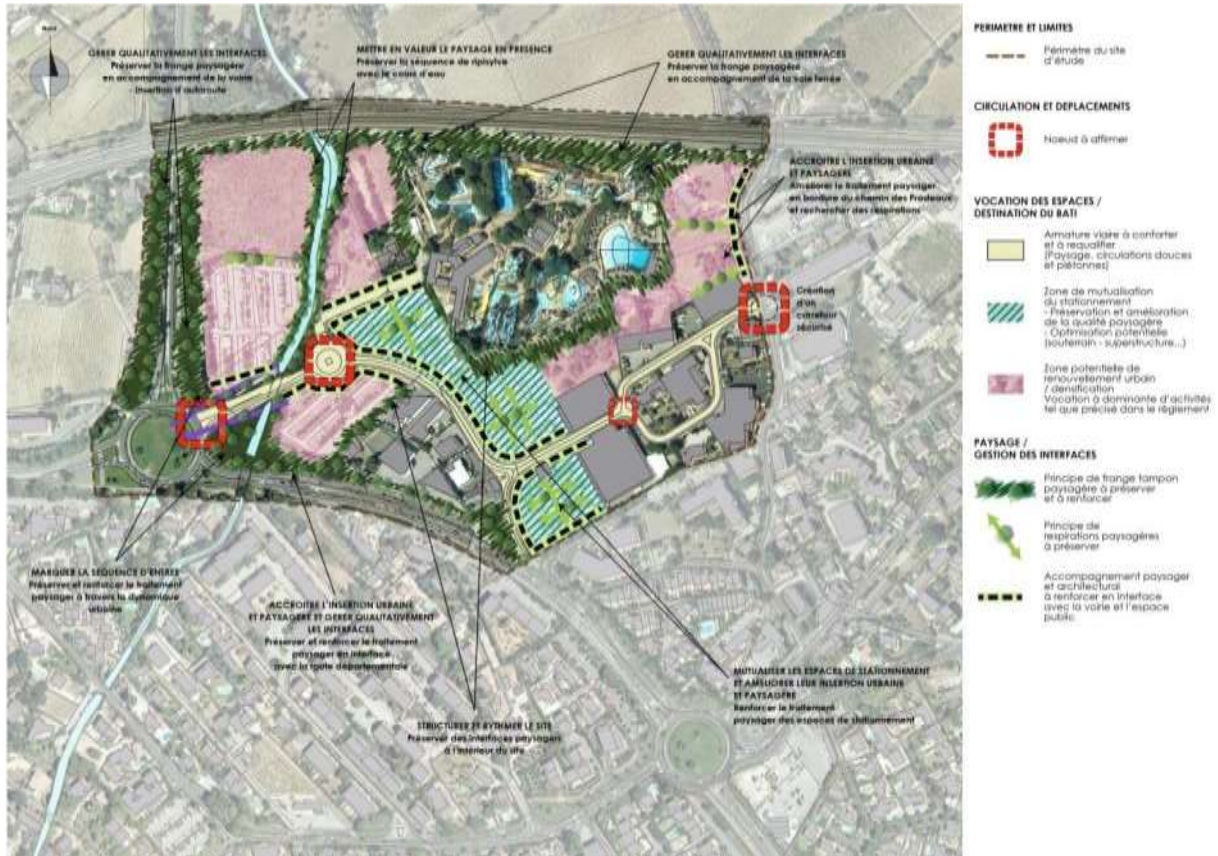 Nord
GERER QUALITATIVEMENT LES INTERFACES
Préserver la frange paysagère
en accompagnement de la voirie
- insertion d'autoroute
METTRE EN VALEUR LE PAYSAGE EN PRESENCE
Préserver la séquence de ripisylve
avec le cours d'eau
GERER QUALITATIVEMENT LES INTERFACES
Préserver la frange paysagère
en accompagnement de la voie ferrée
ACCROITRE L'INSERTION URBAINE
ET PAYSAGERE
Améliorer le traitement paysager
en bordure du chemin des Pradeaux
et rechercher des respirations
Création
d'un
carrefour
sécurisé
MARQUER LA SEQUENCE D'ENTREE
Préserver et renforcer le traitement
paysager à travers la dynamique
urbaine
ACCROITRE L'INSERTION URBAINE
ET PAYSAGERE ET GERER QUALITATIVEMENT
LES INTERFACES
Préserver et renforcer le traitement
paysager en interface
avec la route départementale
STRUCTURER ET RYTHMER LE SITE
Préserver des interfaces paysagers
à l'intérieur du site
MUTUALISER LES ESPACES DE STATIONNEMENT
ET AMELIORER LEUR INSERTION URBAINE
ET PAYSAGERE
Renforcer le traitement
paysager des espaces de stationnement
PERIMETRE ET LIMITES
Périmètre du site
d'étude
CIRCULATION ET DEPLACEMENTS
Noeud à affirmer
VOCATION DES ESPACES /
DESTINATION DU BATI
Armature viaire à conforter
et à requalifier
(Paysage, circulations douces
et piétonnes)
Zone de mutualisation
du stationnement
- Préservation et amélioration
de la qualité paysagère
- Optimisation potentielle
(souterrain - superstructure...)
Zone potentielle de
renouvellement urbain
/ densification
Vocation à dominante d'activités
tel que précisé dans le règlement
PAYSAGE /
GESTION DES INTERFACES
Principe de frange tampon
paysagère à préserver
et à renforcer
Principe de
respirations paysagères
à préserver
Accompagnement paysager
et architectural
à renforcer en interface
avec la voirie et l'espace
public